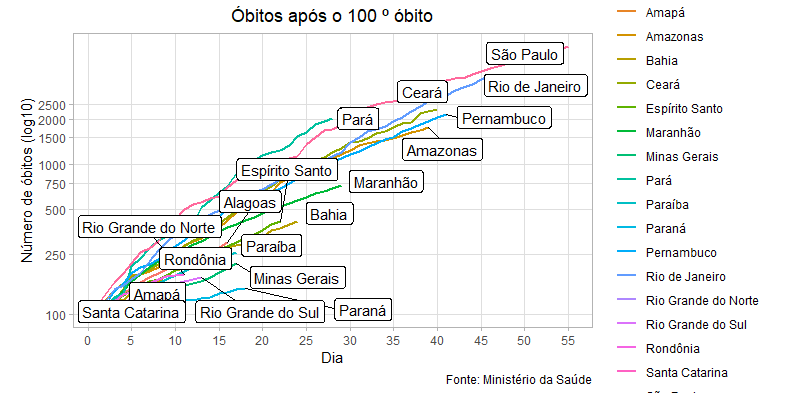 Óbitos após o 100 º óbito
Número de óbitos (log10)
2500
2000
1500
1000
750
500
250
100
São Paulo
Rio de Janeiro
Ceará
Pará
Pernambuco
Amazonas
Espírito Santo
Maranhão
Alagoas
Bahia
Rio Grande do Norte
Paraíba
Rondônia
Minas Gerais
Amapá
Santa Catarina
Rio Grande do Sul
Paraná
0 5 10 15 20 25 30 35 40 45 50 55
Dia
Fonte: Ministério da Saúde
Amapá
Amazonas
Bahia
Ceará
Espírito Santo
Maranhão
Minas Gerais
Pará
Paraíba
Paraná
Pernambuco
Rio de Janeiro
Rio Grande do Norte
Rio Grande do Sul
Rondônia
Santa Catarina